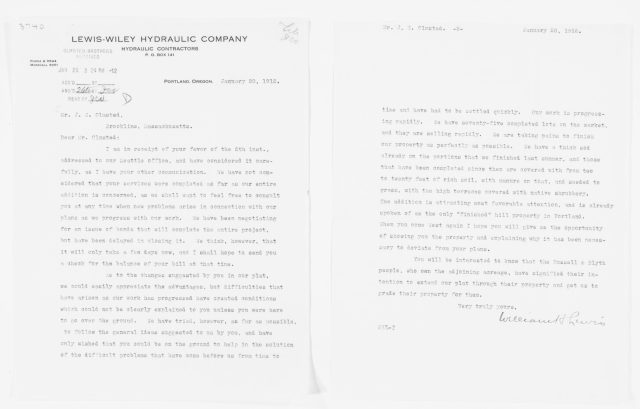 3740
LEWIS-WILEY HYDRAULIC COMPANY
HYDRAULIC CONTRACTORS
P. O. BOX 141
OLMSTED BROTHERS
PORTLAND, OREGON, January 20, 1912.
Mr. J. C. Olmsted,
Brookline, Massachusetts.
Dear Mr. Olmsted:
I am in receipt of your favor of the 6th inst.,
addressed to our Seattle office, and have considered it care-
fully, as I have your other communication. We have not con-
sidered that your services were completed as far as our entire
addition is concerned, as we shall want to feel free to consult
you at any time when new problems arise in connection with our
plans as we progress with our work. We have been negotiating
for an issue of bonds that will complete the entire project,
but have been delayed in closing it. We think, however, that
it will only take a few days now, and I shall hope to send you
a check for the balance of your bill at that time.
As to the changes suggested by you in our plat,
we could easily appreciate the advantages, but difficulties that
have arisen as our work has progressed have created conditions
which could not be clearly explained to you unless you were here
to go over the ground. We have tried, however, as far as possible,
to follow the general ideas suggested to us by you, and have
only wished that you could be on the ground to help in the solution
of the difficult problems that have come before us from time to
Mr. J. C. Olmsted. -2- January 20, 1912.
time and have had to be settled quickly. Our work is progress-
ing rapidly. We have seventy-five completed lots on the market,
and they are selling rapidly. We are taking pains to finish
our property as perfectly as possible. We have a thick sod
already on the sections that we finished last summer, and those
that have been completed since then are covered with from ten
to twenty feet of rich soil, with manure on that, and seeded to
grass, with the high terraces covered with native shrubbery.
The addition is attracting most favorable attention, and is already
spoken of as the only "finished" hill property in Portland.
When you come west again I hope you will give us the opportunity
of showing you the property and explaining why it has been neces-
sary to deviate from your plans.
You will be interested to know that the Russell & Blyth
people, who own the adjoining acreage, have signified their in-
tention to extend our plat through their property and get us to
grade their property for them.
Very truly yours,
William H Lewis